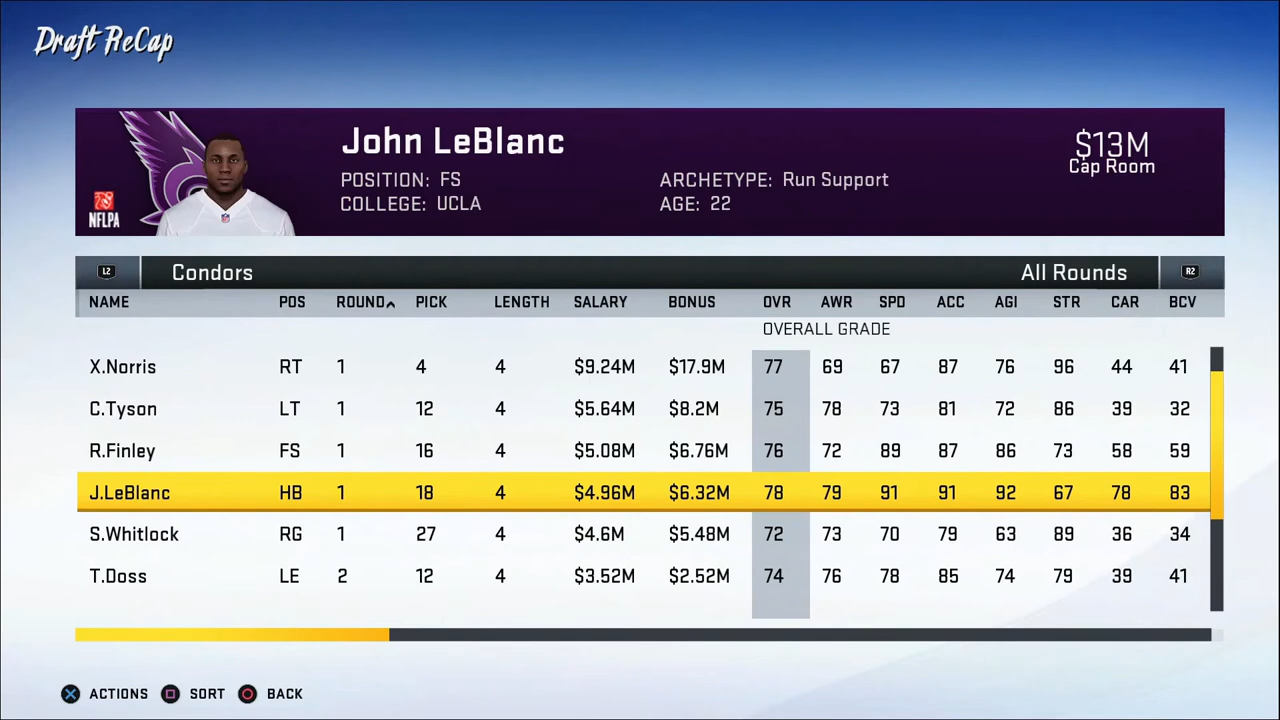 Draft ReCap
John LeBlanc
$13M
Cap Room
POSITION: FS
ARCHETYPE: Run Support
COLLEGE: UCLA
AGE: 22
NFLPA
L2 Condors All Rounds R2
NAME POS ROUND PICK LENGTH SALARY BONUS OVR AWR SPD ACC AGI STR CAR BCV
OVERALL GRADE
X.Norris RT 1 4 4 $9.24M $17.9M 77 69 67 87 76 96 44 41
C.Tyson LT 1 12 4 $5.64M $8.2M 75 78 73 81 72 86 39 32
R.Finley FS 1 16 4 $5.08M $6.76M 76 72 89 87 86 73 58 59
J.LeBlanc HB 1 18 4 $4.96M $6.32M 78 79 91 91 92 67 78 83
S.Whitlock RG 1 27 4 $4.6M $5.48M 72 73 70 79 63 89 36 34
T.Doss LE 2 12 4 $3.52M $2.52M 74 76 78 85 74 79 39 41
ACTIONS SORT BACK